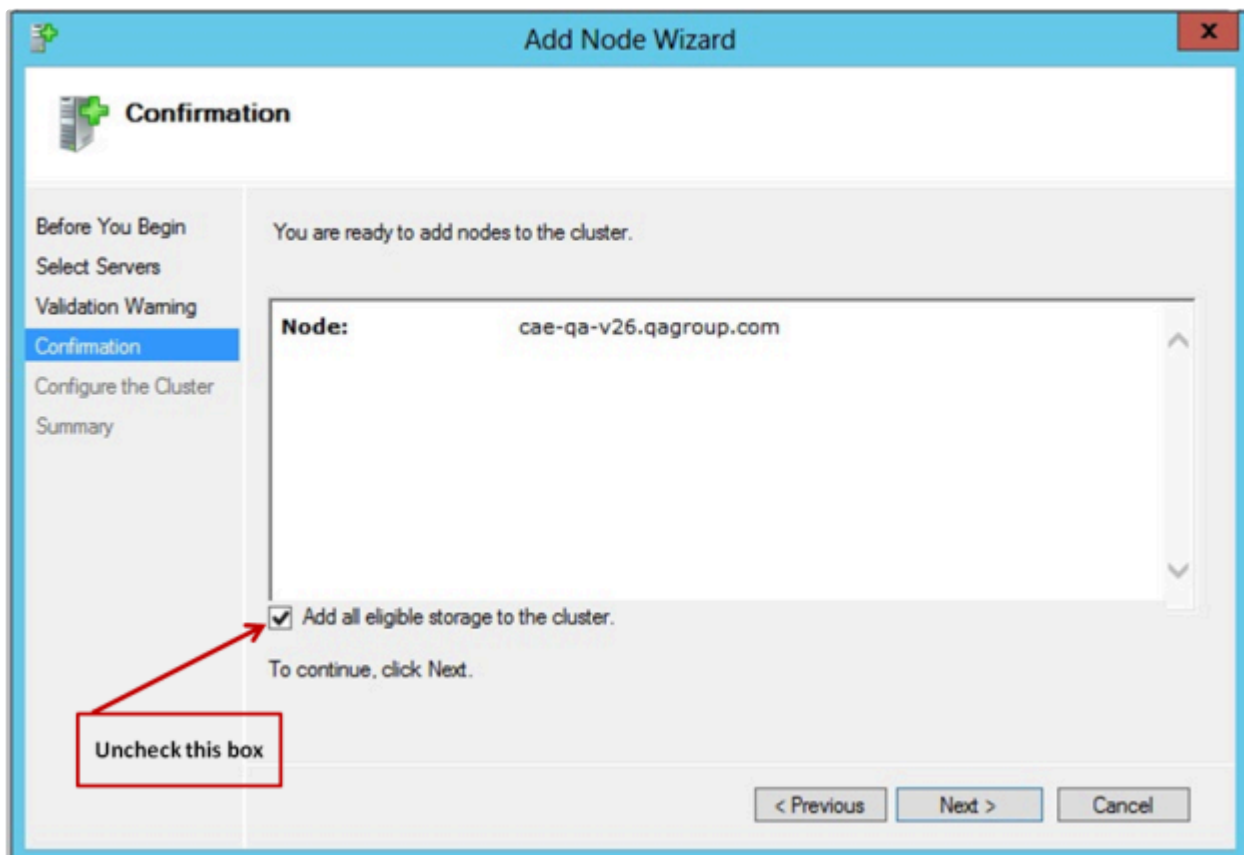 Add Node Wizard
x
Confirmation
Before You Begin
Select Servers
Validation Warning
Confirmation
Configure the Cluster
Summary
You are ready to add nodes to the cluster.
Node: cae-qa-v26.qagroup.com
Add all eligible storage to the cluster.
To continue, click Next.
Uncheck this box
< Previous Next > Cancel